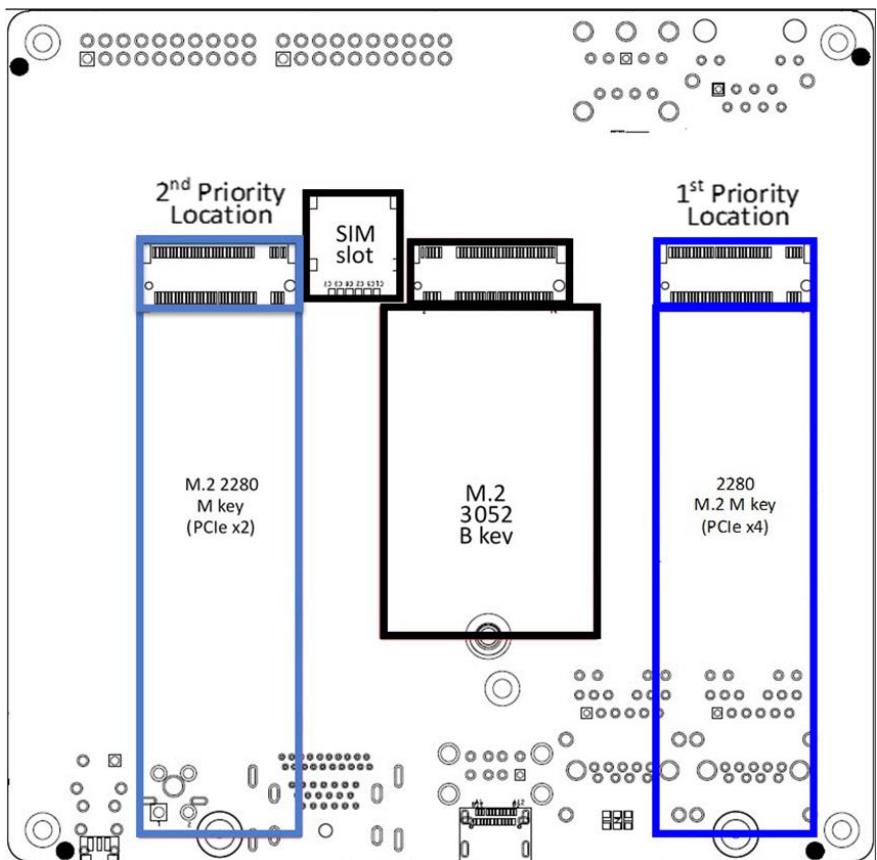 2nd Priority
Location
SIM
slot
1st Priority
Location
M.2 2280
M key
(PCIe x2)
M.2
3052
B kev
2280
M.2 M key
(PCIe x4)